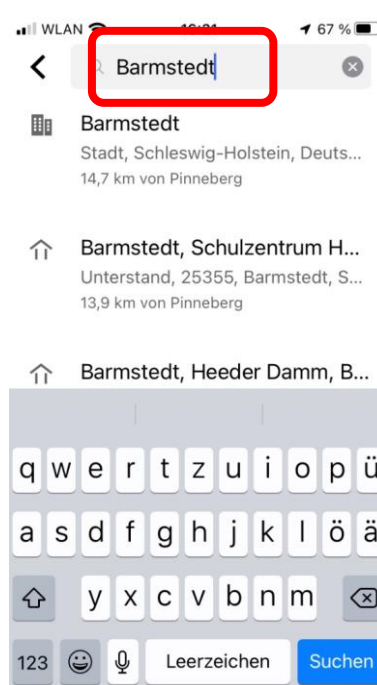 WLAN 67 %
Barmstedt
Barmstedt
Stadt, Schleswig-Holstein, Deuts...
14,7 km von Pinneberg
Barmstedt, Schulzentrum H...
Unterstand, 25355, Barmstedt, S...
13,9 km von Pinneberg
Barmstedt, Heeder Damm, B...
q w e r t z u i o p ü
a s d f g h j k l ö ä
y x c v b n m
123 Leerzeichen Suchen